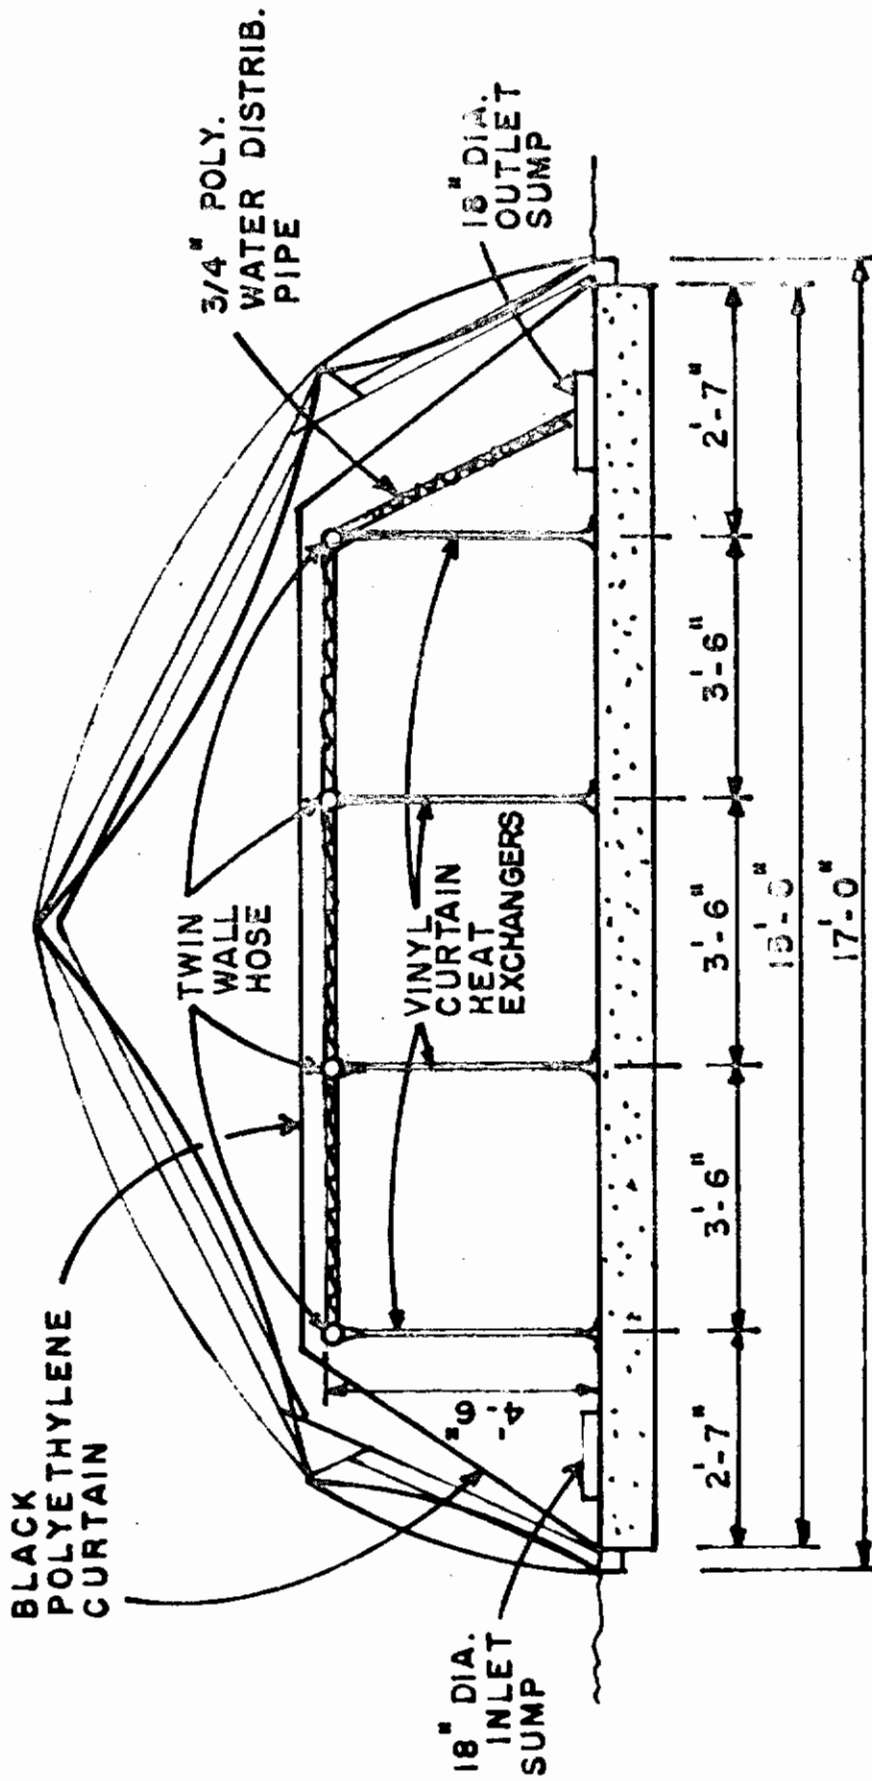 BLACK
POLYETHYLENE
CURTAIN
3/4" POLY.
WATER DISTRIB.
PIPE
TWIN
WALL
HOSE
18" DIA.
OUTLET
SUMP
VINYL
CURTAIN
HEAT
EXCHANGERS
18" DIA.
INLET
SUMP
4'-6"
2'-7"
3'-6"
3'-6"
3'-6"
2'-7"
17'-0"